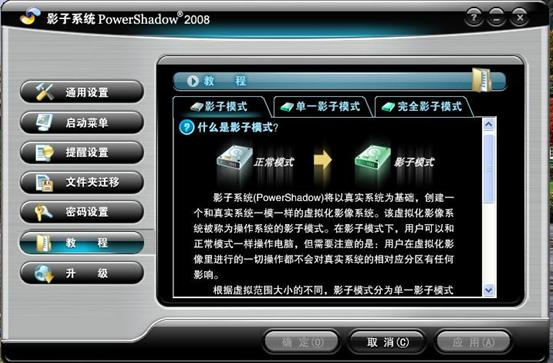 影子系统 PowerShadow® 2008
通用设置
启动菜单
提醒设置
文件夹迁移
密码设置
教 程
升 级
教 程
影子模式 单一影子模式 完全影子模式
什么是影子模式?
正常模式 影子模式
影子系统(PowerShadow)将以真实系统为基础，创建一
个和真实系统一模一样的虚拟化影像系统。该虚拟化影像系
统被称为操作系统的影子模式。在影子模式下，用户可以和
正常模式一样操作电脑，但需要注意的是：用户在虚拟化影
像里进行的一切操作都不会对真实系统的相对应分区有任何
影响。
根据虚拟范围大小的不同，影子模式分为单一影子模式
确 定(O) 取 消(C) 应 用(A)